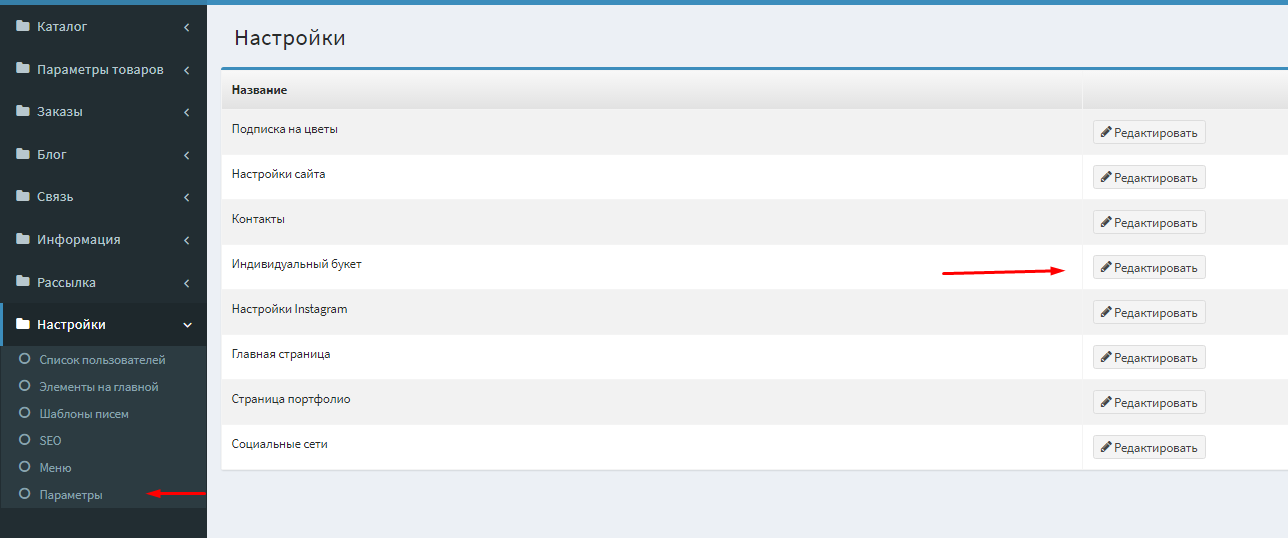 Каталог
Параметры товаров
Заказы
Блог
Связь
Информация
Рассылка
Настройки
Список пользователей
Элементы на главной
Шаблоны писем
SEO
Меню
Параметры
Настройки
Название
Подписка на цветы Редактировать
Настройки сайта Редактировать
Контакты Редактировать
Индивидуальный букет Редактировать
Настройки Instagram Редактировать
Главная страница Редактировать
Страница портфолио Редактировать
Социальные сети Редактировать